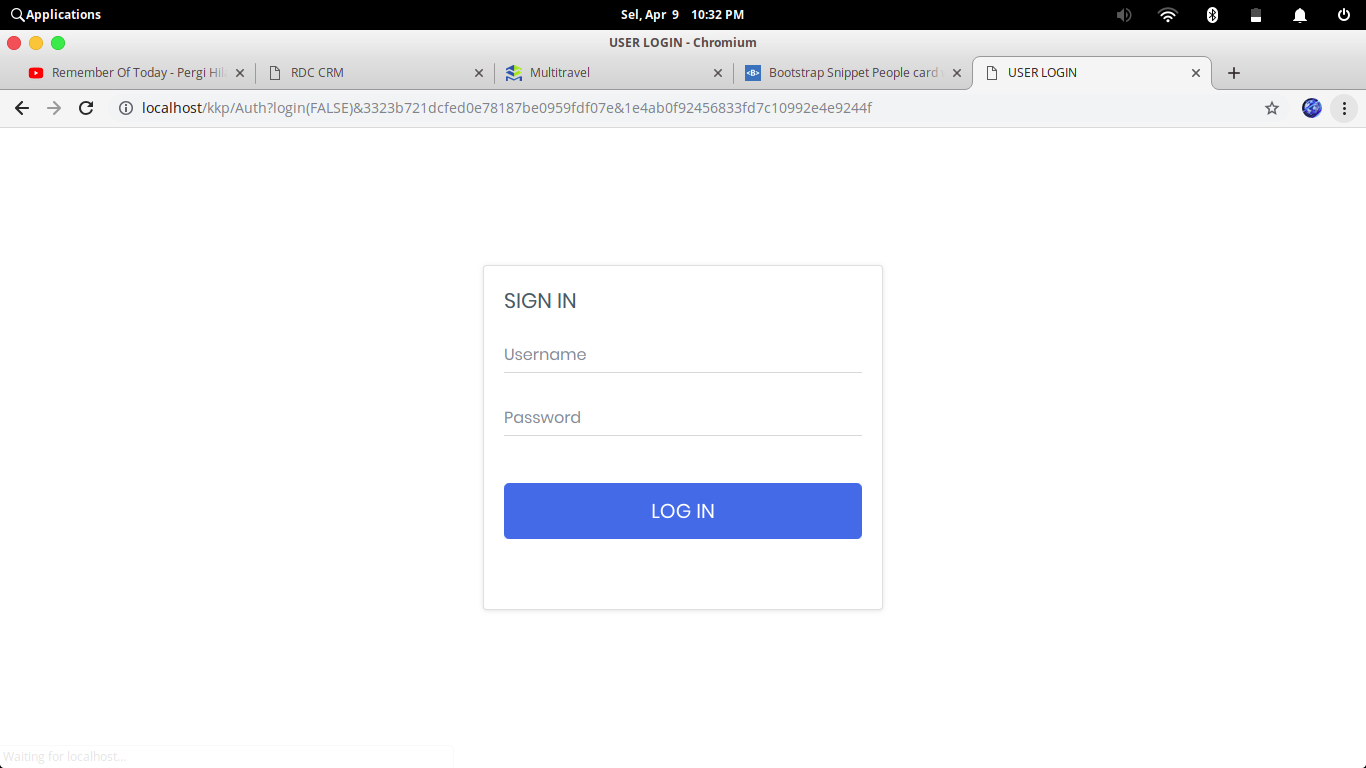 Applications
Sel, Apr 9 10:32 PM
USER LOGIN - Chromium
Remember Of Today - Pergi Hil
RDC CRM
Multitravel
<B> Bootstrap Snippet People card
USER LOGIN
localhost/kkp/Auth?login(FALSE)&3323b721dcfed0e78187be0959fdf07e&1e4ab0f92456833fd7c10992e4e9244f
SIGN IN
Username
Password
LOG IN
Waiting for localhost...